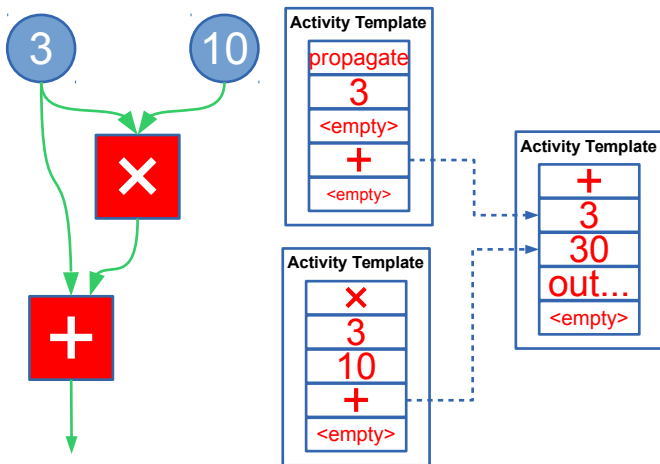 3
10
×
+
Activity Template
propagate
3
<empty>
+
<empty>
Activity Template
×
3
10
+
<empty>
Activity Template
+
3
30
out...
<empty>